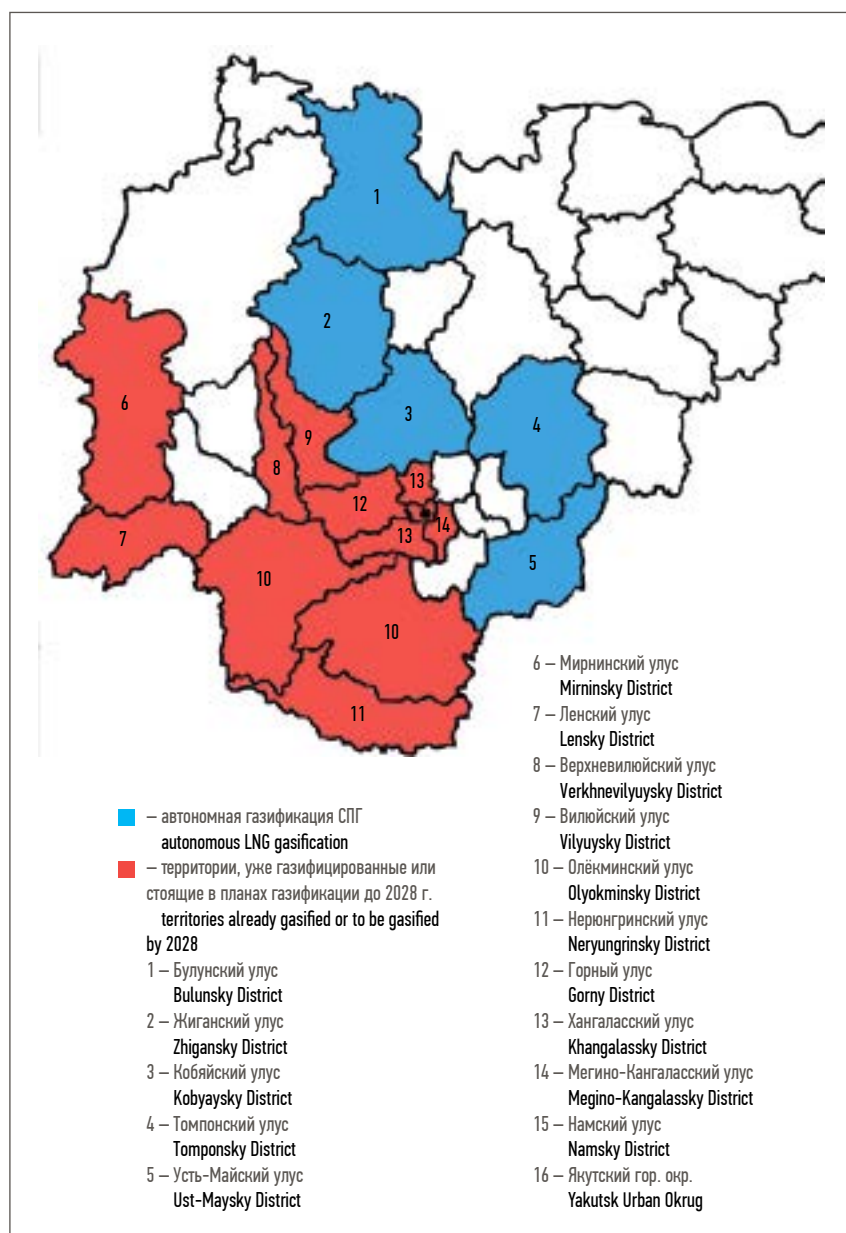 1
2
3
4
6
9
8
13
12
14
13
7
5
10
10
11
– автономная газификация СПГ
autonomous LNG gasification
– территории, уже газифицированные или
стоящие в планах газификации до 2028 г.
territories already gasified or to be gasified
by 2028
1 – Булунский улус
Bulunsky District
2 – Жиганский улус
Zhigansky District
3 – Кобяйский улус
Kobyaysky District
4 – Томпонский улус
Tomponsky District
5 – Усть-Майский улус
Ust-Maysky District
6 – Мирнинский улус
Mirninsky District
7 – Ленский улус
Lensky District
8 – Верхневилюйский улус
Verkhnevilyuysky District
9 – Вилюйский улус
Vilyuysky District
10 – Олёкминский улус
Olyokminsky District
11 – Нерюнгринский улус
Neryungrinsky District
12 – Горный улус
Gorny District
13 – Хангаласский улус
Khangalassky District
14 – Мегино-Кангаласский улус
Megino-Kangalassky District
15 – Намский улус
Namsky District
16 – Якутский гор. окр.
Yakutsk Urban Okrug